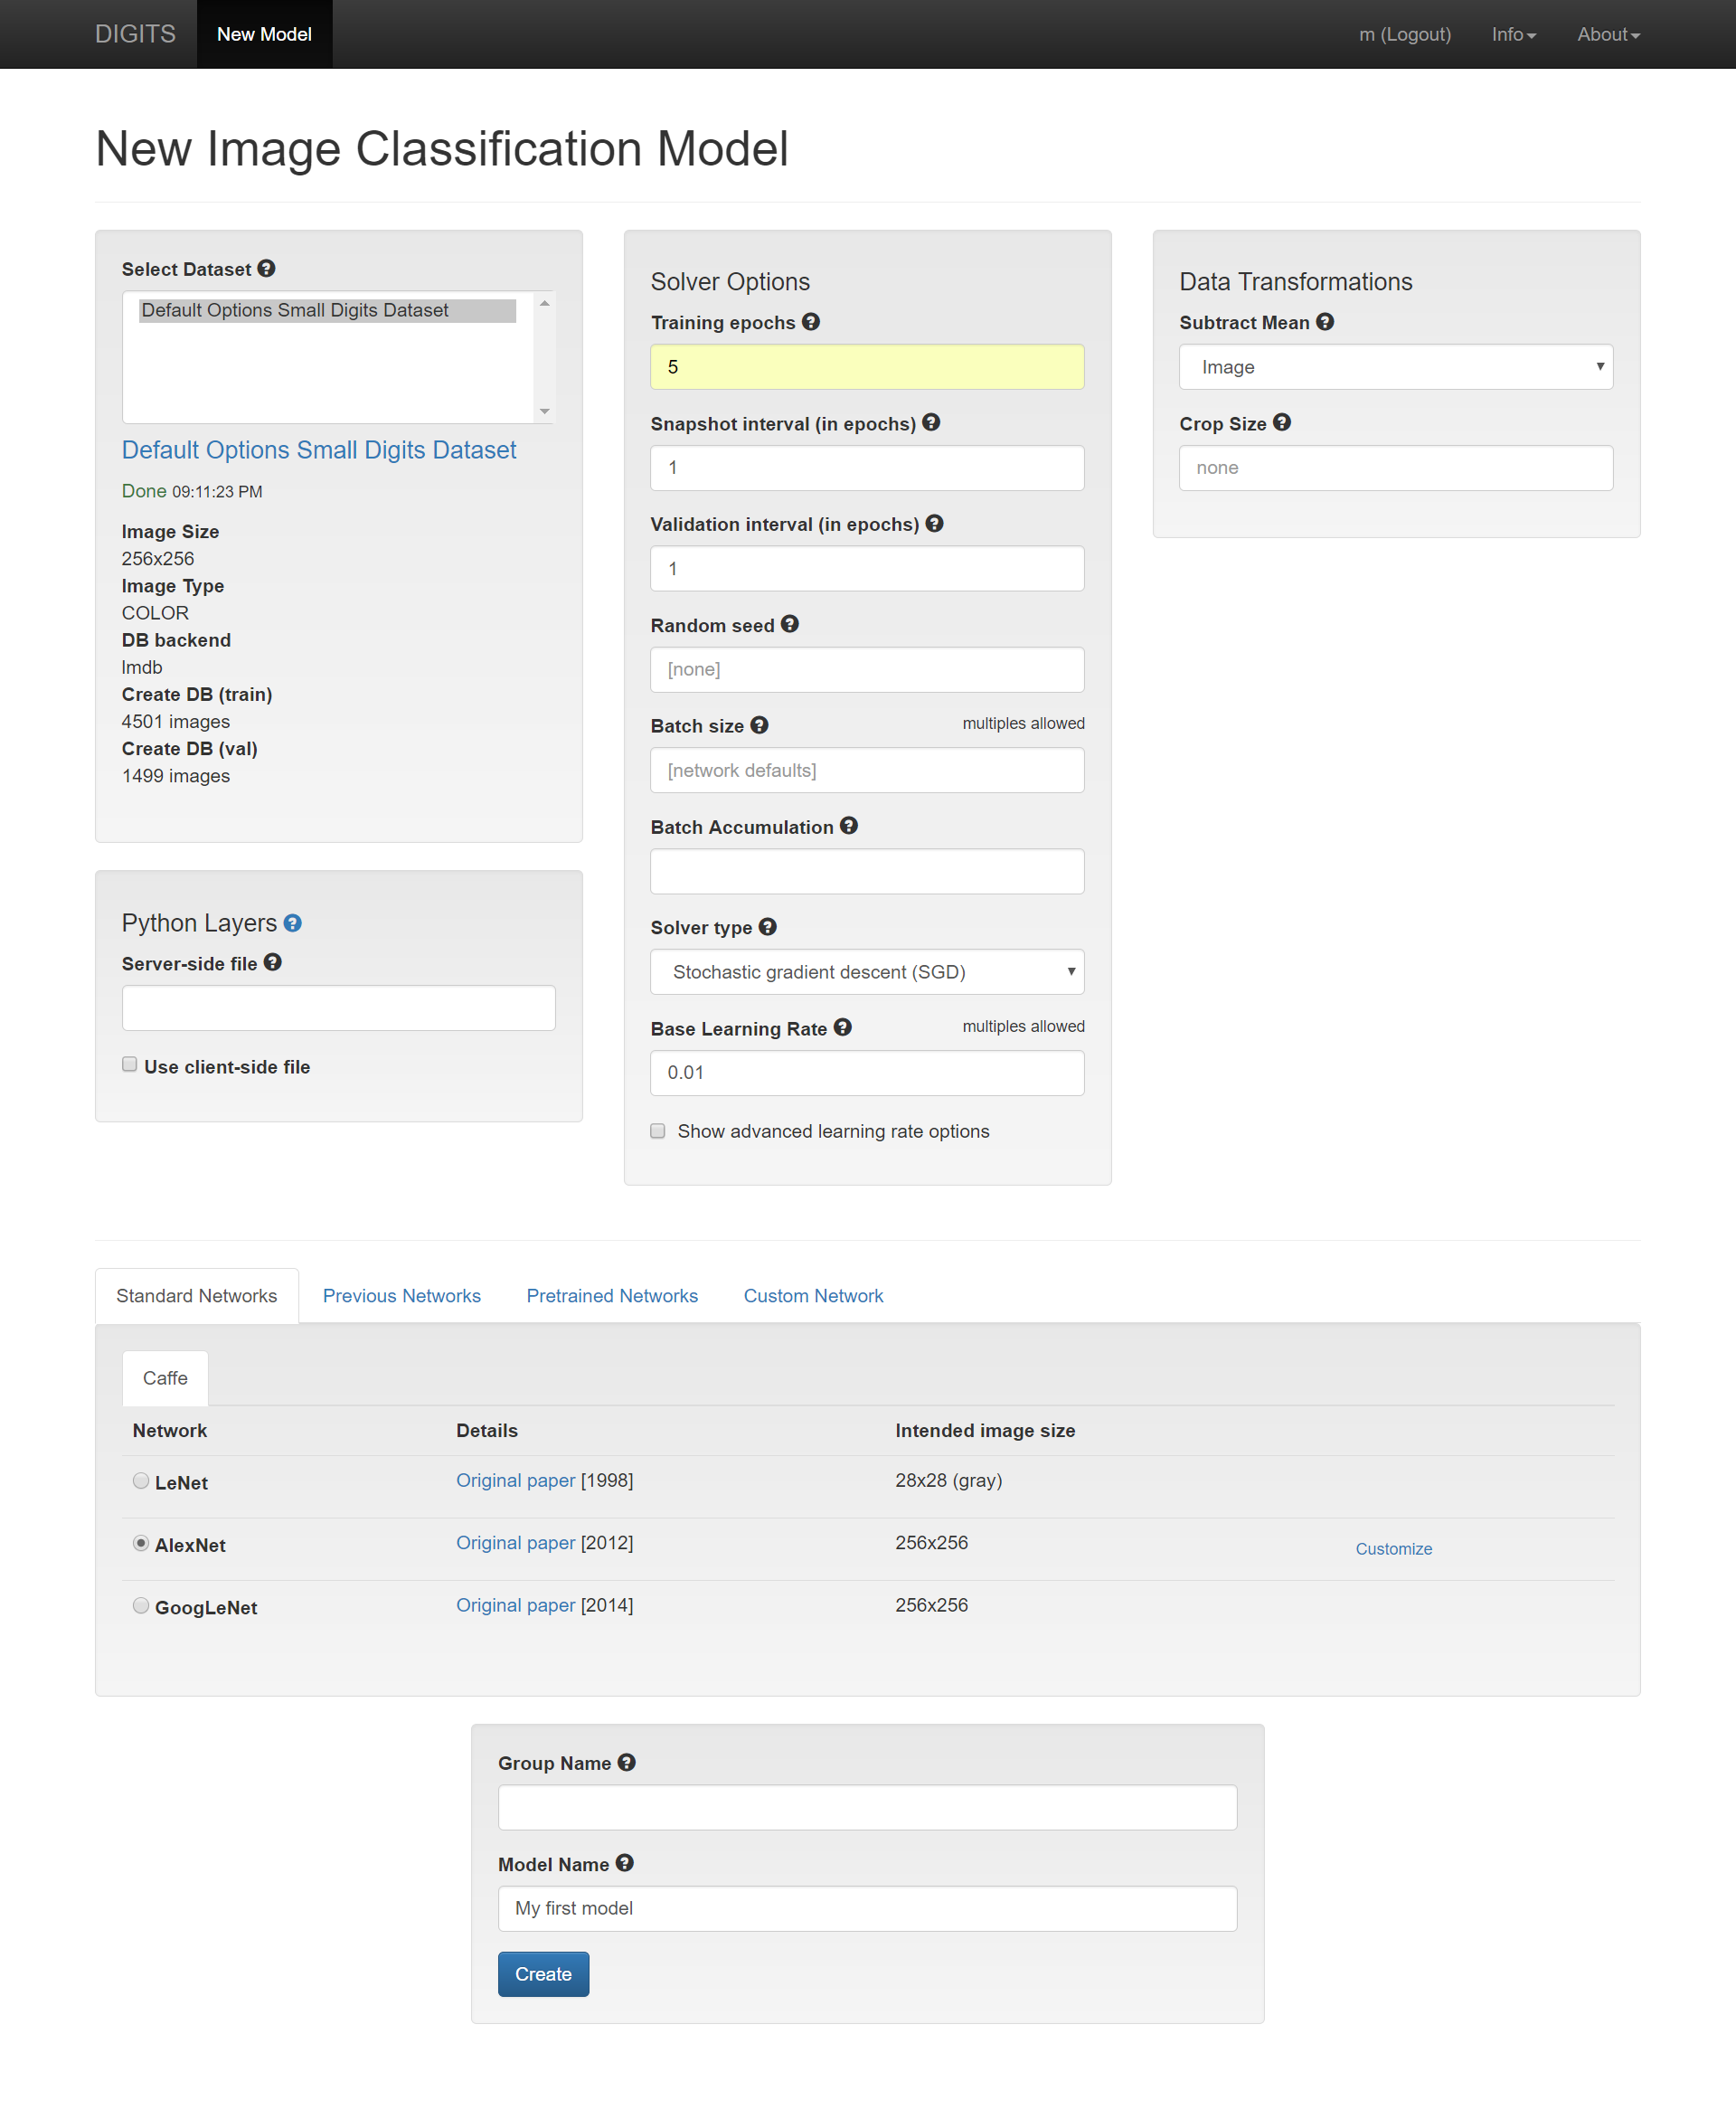 DIGITS New Model m (Logout) Info About
New Image Classification Model
Select Dataset
Default Options Small Digits Dataset
Default Options Small Digits Dataset
Done 09:11:23 PM
Image Size
256x256
Image Type
COLOR
DB backend
lmdb
Create DB (train)
4501 images
Create DB (val)
1499 images
Python Layers
Server-side file
Use client-side file
Solver Options
Training epochs
5
Snapshot interval (in epochs)
1
Validation interval (in epochs)
1
Random seed
[none]
Batch size multiples allowed
[network defaults]
Batch Accumulation
Solver type
Stochastic gradient descent (SGD)
Base Learning Rate multiples allowed
0.01
Show advanced learning rate options
Data Transformations
Subtract Mean
Image
Crop Size
none
Standard Networks Previous Networks Pretrained Networks Custom Network
Caffe
Network Details Intended image size
LeNet Original paper [1998] 28x28 (gray)
AlexNet Original paper [2012] 256x256 Customize
GoogLeNet Original paper [2014] 256x256
Group Name
Model Name
My first model
Create